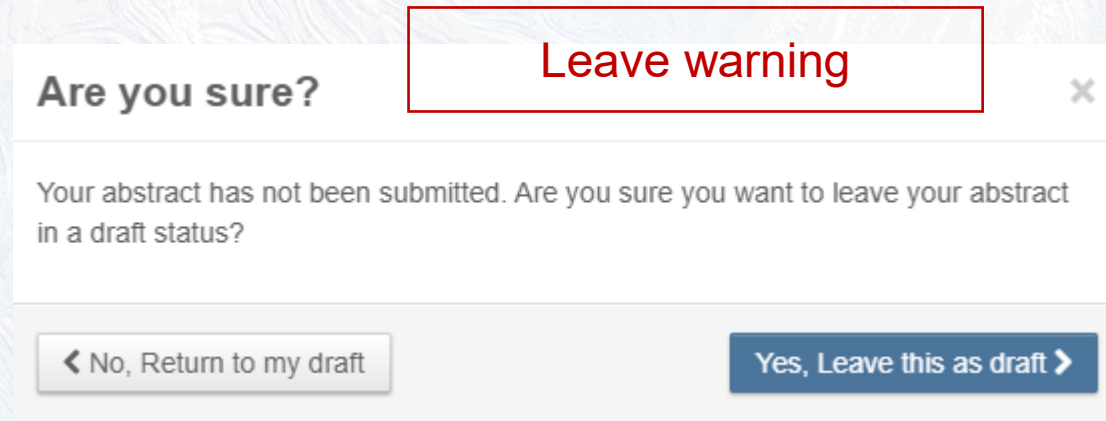 Leave warning
Are you sure?
Your abstract has not been submitted. Are you sure you want to leave your abstract
in a draft status?
No, Return to my draft
Yes, Leave this as draft